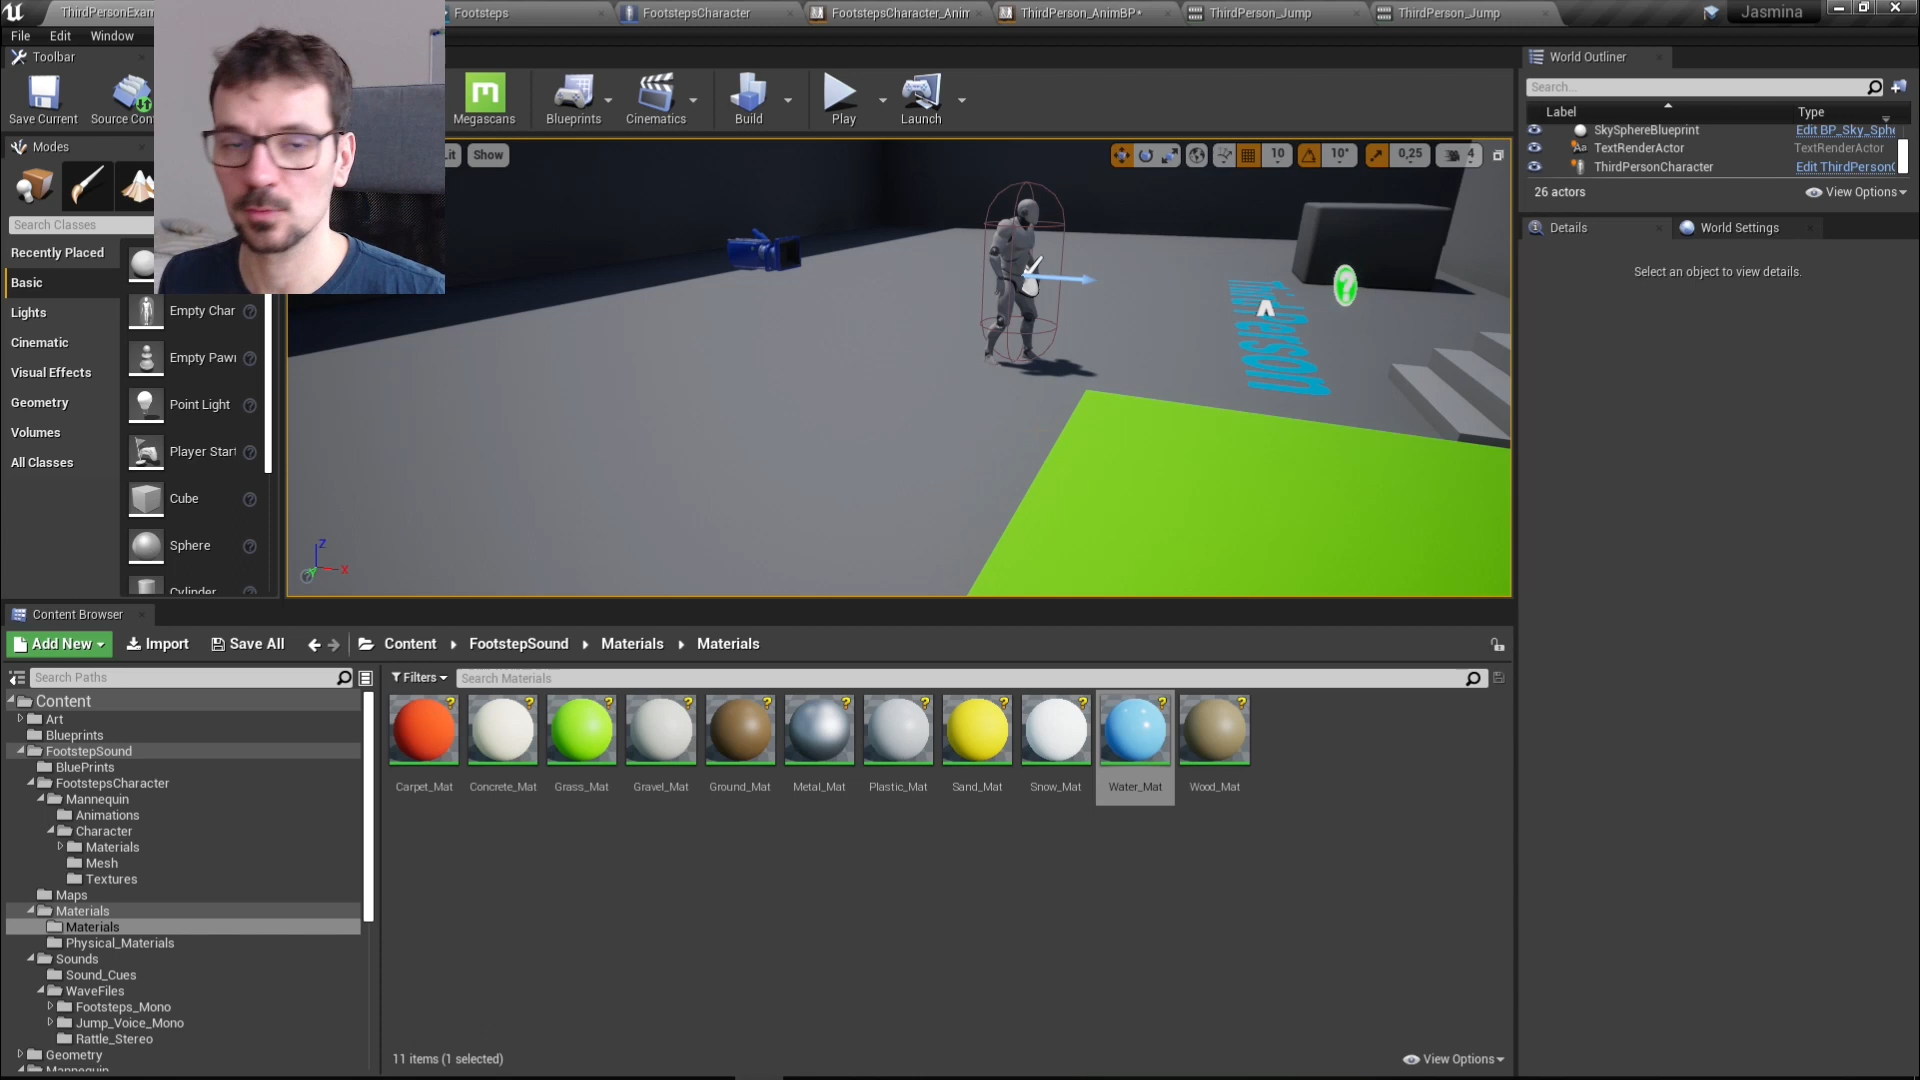 ThirdPersonExam
Footsteps
FootstepsCharacter
FootstepsCharacter_Anim
ThirdPerson_AnimBP*
ThirdPerson_Jump
ThirdPerson_Jump
Jasmina
File Edit Window
Toolbar
Save Current
Source Con
Megascans
Blueprints
Cinematics
Build
Play
Launch
Modes
Search Classes
Recently Placed
Basic
Lights
Cinematic
Visual Effects
Geometry
Volumes
All Classes
Empty Char
Empty Pawn
Point Light
Player Start
Cube
Sphere
Cylinder
Lit
Show
10
10°
0,25
4
Z
X
Person
World Outliner
Search...
Label
Type
SkySphereBlueprint
Edit BP_Sky_Sphe
TextRenderActor
TextRenderActor
ThirdPersonCharacter
Edit ThirdPersonC
26 actors
View Options
Details
World Settings
Select an object to view details.
Content Browser
Add New
Import
Save All
Content
FootstepSound
Materials
Materials
Search Paths
Filters
Search Materials
Content
Art
Blueprints
FootstepSound
BluePrints
FootstepsCharacter
Mannequin
Animations
Character
Materials
Mesh
Textures
Maps
Materials
Materials
Physical_Materials
Sounds
Sound_Cues
WaveFiles
Footsteps_Mono
Jump_Voice_Mono
Rattle_Stereo
Geometry
Mannequin
Carpet_Mat
Concrete_Mat
Grass_Mat
Gravel_Mat
Ground_Mat
Metal_Mat
Plastic_Mat
Sand_Mat
Snow_Mat
Water_Mat
Wood_Mat
11 items (1 selected)
View Options